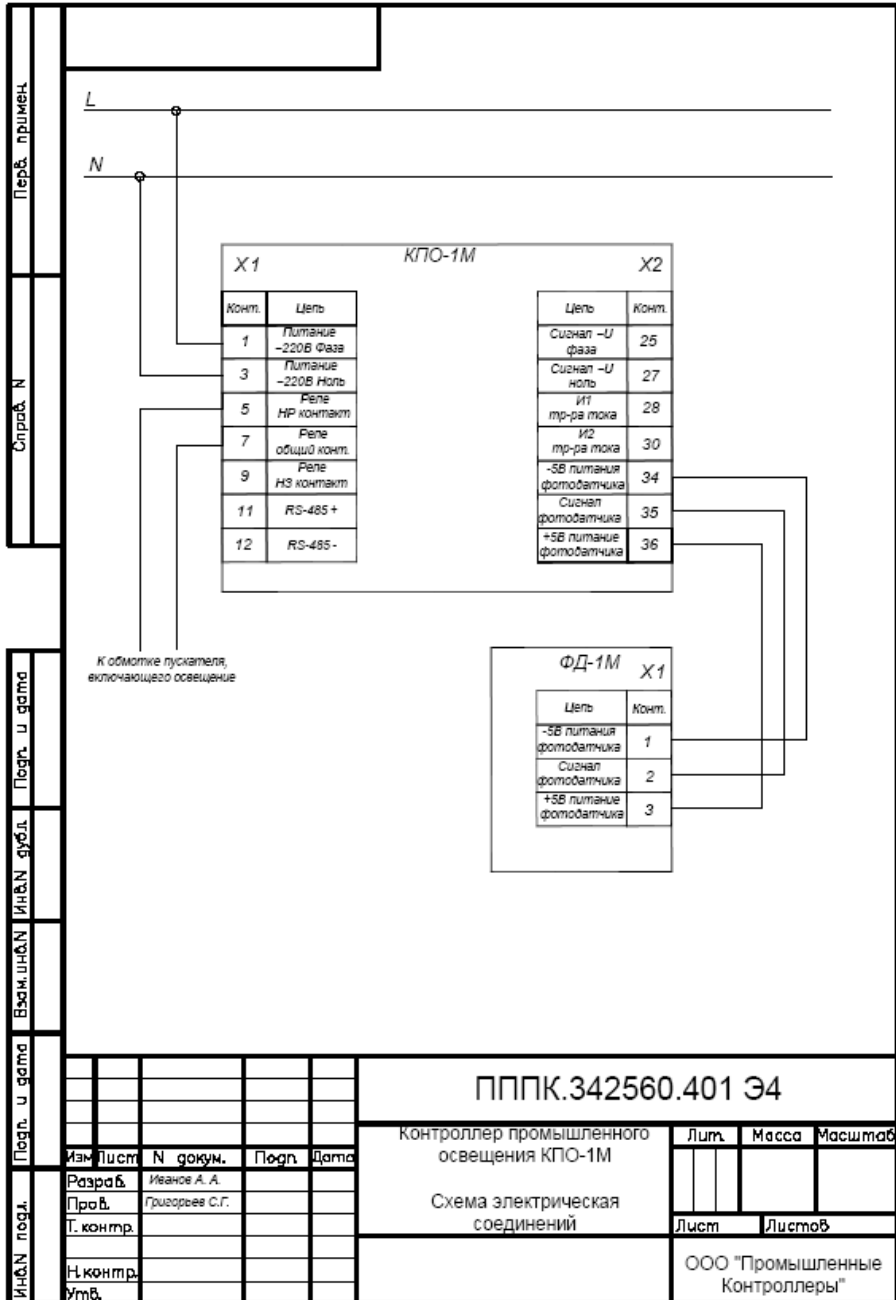 Перв. примен.
Справ. N
Подп. и дата
Инв.N дубл.
Взам.инв.N
Подп. и дата
Инв.N подл.
L
N
КПО-1М
X1
X2
Конт.
Цепь
1
Питание
~220В Фаза
3
Питание
~220В Ноль
5
Реле
НР контакт
7
Реле
общий конт.
9
Реле
НЗ контакт
11
RS-485+
12
RS-485-
Цепь
Конт.
Сигнал ~U
фаза
25
Сигнал ~U
ноль
27
И1
тр-ра тока
28
И2
тр-ра тока
30
-5В питания
фотодатчика
34
Сигнал
фотодатчика
35
+5В питание
фотодатчика
36
К обмотке пускателя,
включающего освещение
ФД-1М
X1
Цепь
Конт.
-5В питания
фотодатчика
1
Сигнал
фотодатчика
2
+5В питание
фотодатчика
3
ПППК.342560.401 Э4
Изм Лист N докум. Подп. Дата
Разраб. Иванов А. А.
Пров. Григорьев С.Г.
Т. контр.
Н.контр.
Утв.
Контроллер промышленного
освещения КПО-1М
Схема электрическая
соединений
Лит. Масса Масштаб
Лист Листов
ООО "Промышленные
Контроллеры"